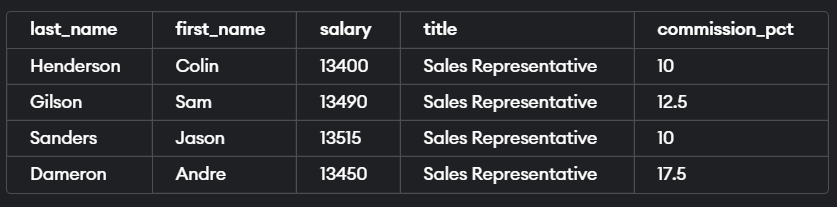 last_name first_name salary title commission_pct
Henderson Colin 13400 Sales Representative 10
Gilson Sam 13490 Sales Representative 12.5
Sanders Jason 13515 Sales Representative 10
Dameron Andre 13450 Sales Representative 17.5